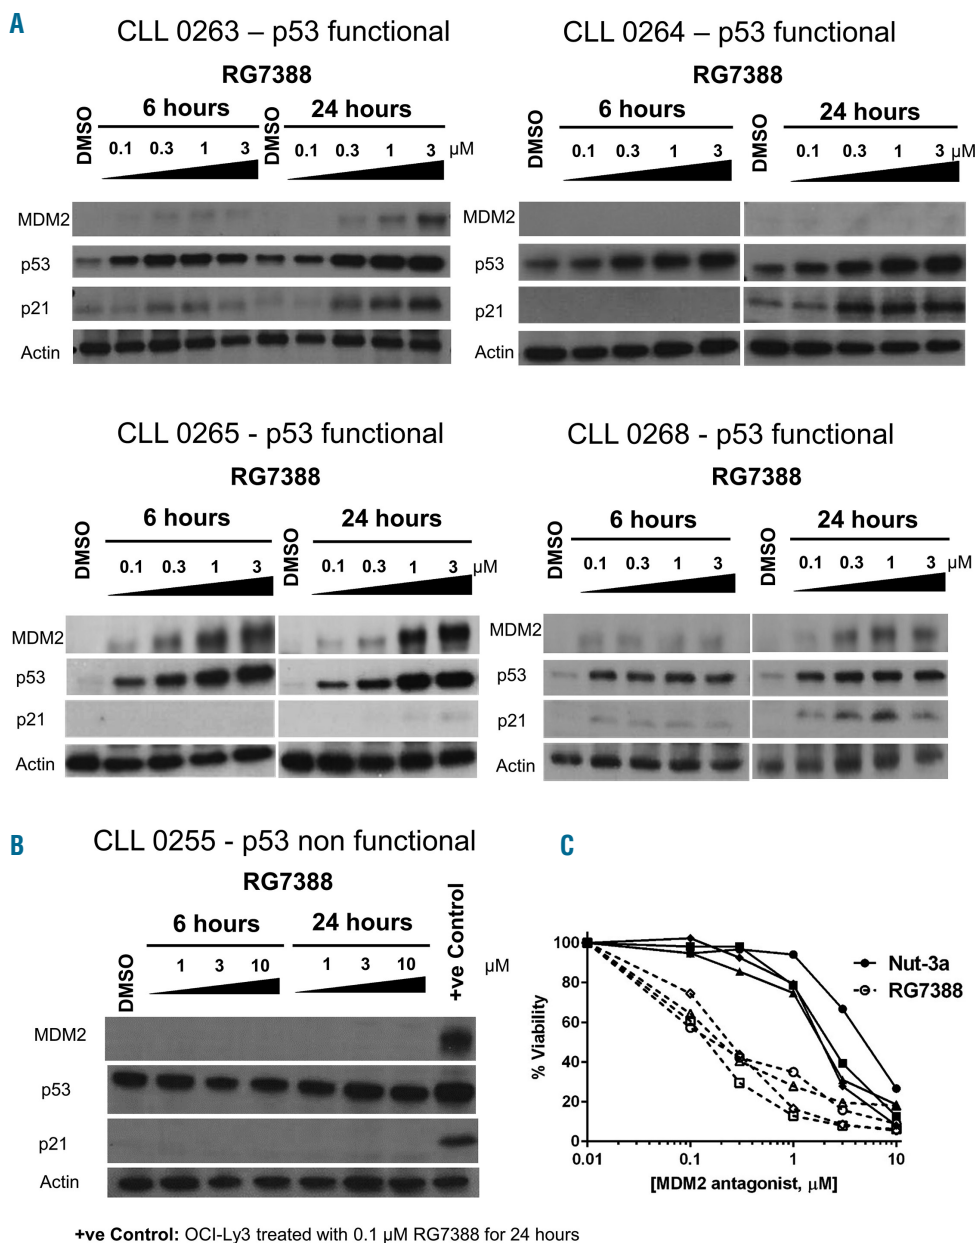 A
CLL 0263 – p53 functional
RG7388
6 hours 24 hours
DMSO DMSO
0.1 0.3 1 3 0.1 0.3 1 3 µM
MDM2
p53
p21
Actin
CLL 0264 – p53 functional
RG7388
6 hours 24 hours
DMSO DMSO
0.1 0.3 1 3 0.1 0.3 1 3 µM
MDM2
p53
p21
Actin
CLL 0265 - p53 functional
RG7388
6 hours 24 hours
DMSO DMSO
0.1 0.3 1 3 0.1 0.3 1 3 µM
MDM2
p53
p21
Actin
CLL 0268 - p53 functional
RG7388
6 hours 24 hours
DMSO DMSO
0.1 0.3 1 3 0.1 0.3 1 3 µM
MDM2
p53
p21
Actin
B
CLL 0255 - p53 non functional
RG7388
6 hours 24 hours
DMSO +ve Control
1 3 10 1 3 10 µM
MDM2
p53
p21
Actin
+ve Control: OCI-Ly3 treated with 0.1 µM RG7388 for 24 hours
C
% Viability
100
80
60
40
20
0
0.01 0.1 1 10
[MDM2 antagonist, µM]
Nut-3a
RG7388